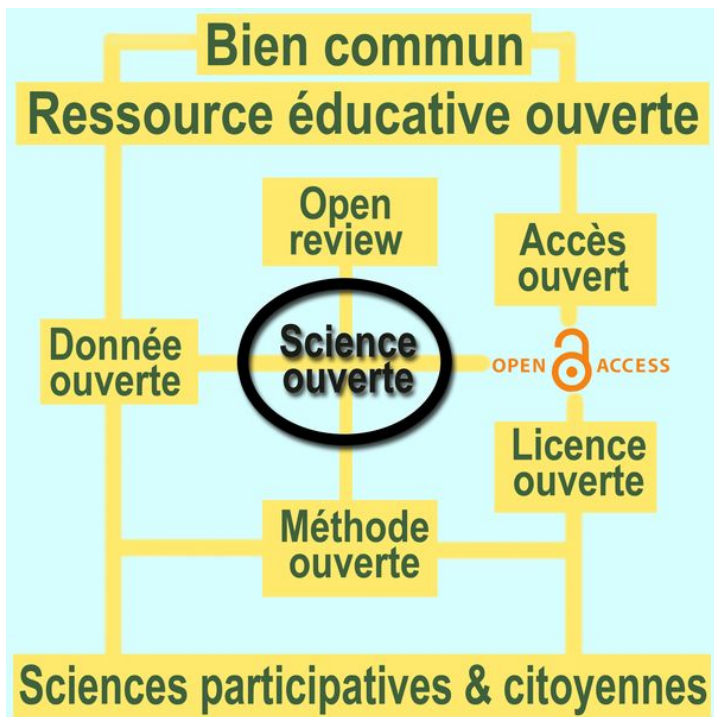 Bien commun
Ressource éducative ouverte
Open
review
Accès
ouvert
Donnée
ouverte
Science
ouverte
OPEN ACCESS
Licence
ouverte
Méthode
ouverte
Sciences participatives & citoyennes